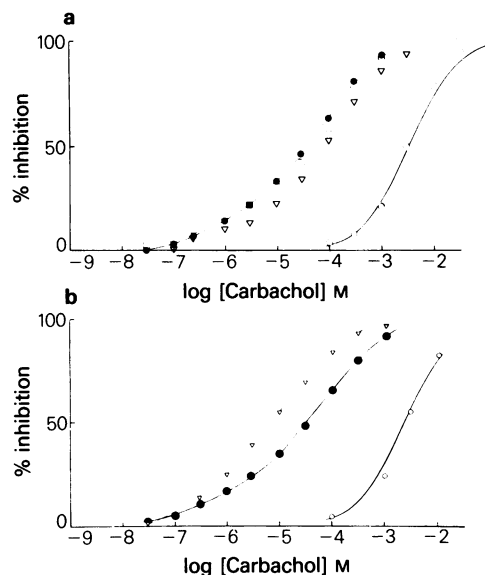 a
100
50
0
% inhibition
-9 -8 -7 -6 -5 -4 -3 -2
log [Carbachol] M
b
100
50
0
% inhibition
-9 -8 -7 -6 -5 -4 -3 -2
log [Carbachol] M